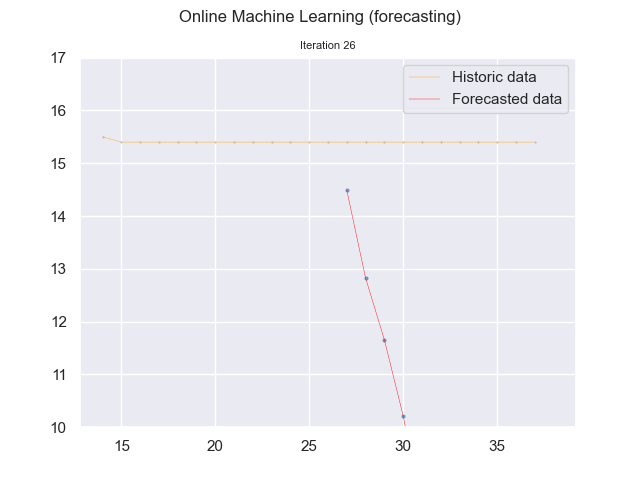 Online Machine Learning (forecasting)
Iteration 26
Historic data
Forecasted data
17
16
15
14
13
12
11
10
15 20 25 30 35